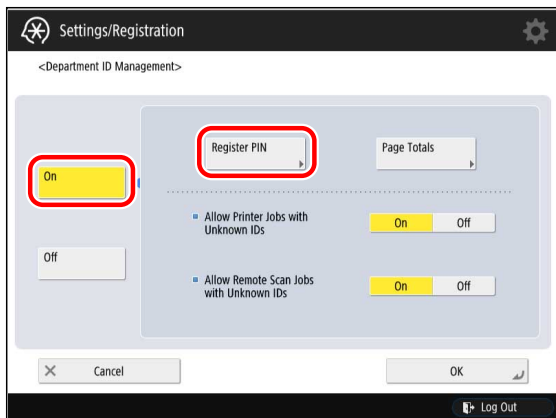 Settings/Registration
<Department ID Management>
On
Register PIN
Page Totals
Allow Printer Jobs with
Unknown IDs
On
Off
Off
Allow Remote Scan Jobs
with Unknown IDs
On
Off
Cancel
OK
Log Out